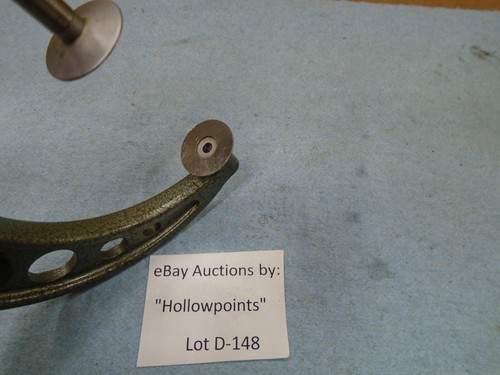 eBay Auctions by:
"Hollowpoints"
Lot D-148